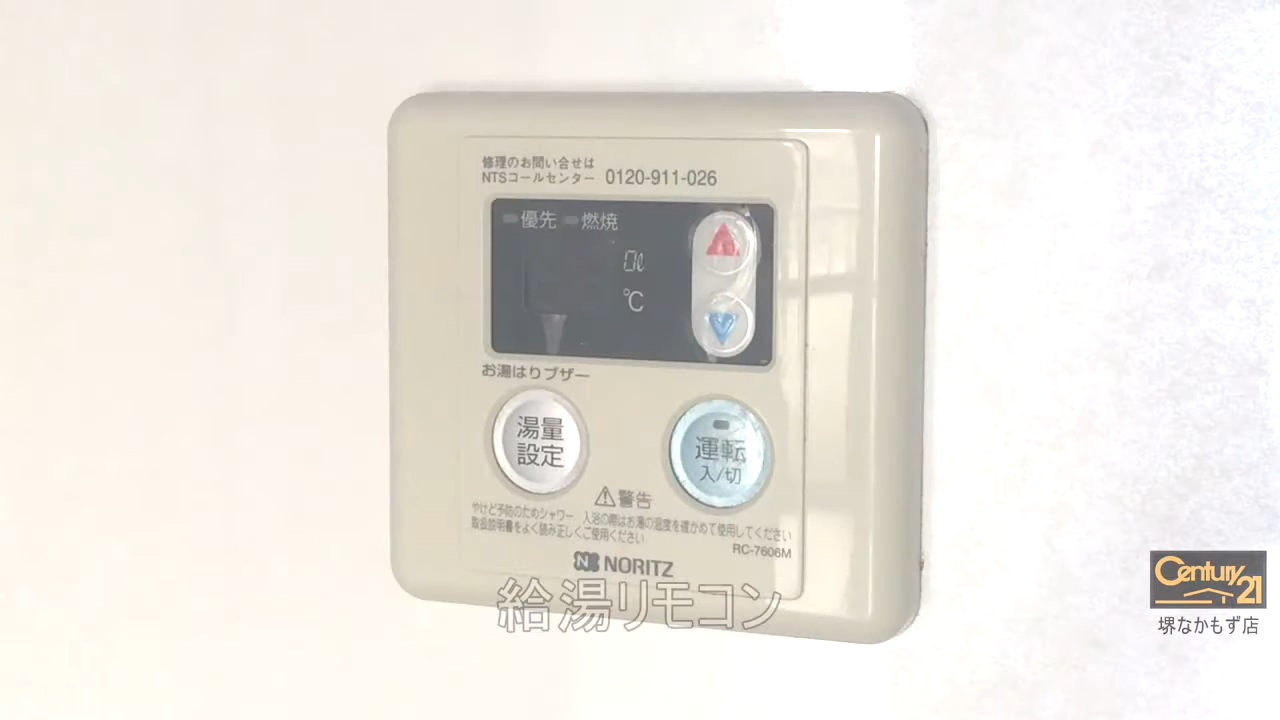 修理のお問い合せは
NTSコールセンター 0120-911-026
優先 燃焼
0ℓ
℃
お湯はりブザー
湯量
設定
運転
入/切
警告
やけど予防のためシャワー 入浴の際はお湯の温度を確かめて使用してください
取扱説明書をよく読み正しくご使用ください
RC-7606M
NORITZ
給湯リモコン
Century 21
堺なかもず店